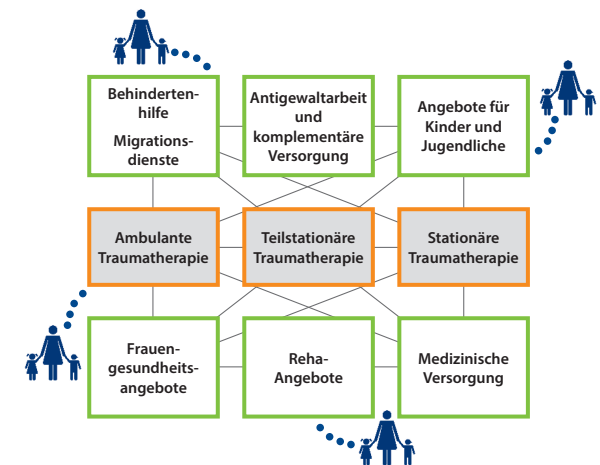 Behinderten-
hilfe
Migrations-
dienste
Antigewaltarbeit
und
komplementäre
Versorgung
Angebote für
Kinder und
Jugendliche
Ambulante
Traumatherapie
Teilstationäre
Traumatherapie
Stationäre
Traumatherapie
Frauen-
gesundheits-
angebote
Reha-
Angebote
Medizinische
Versorgung